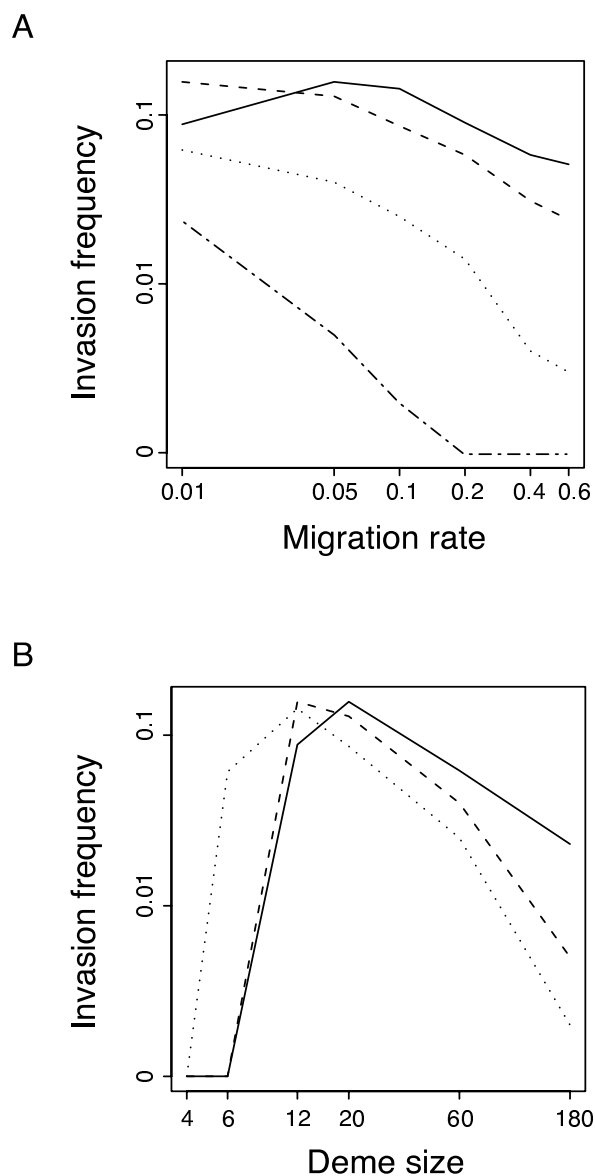 A
Invasion frequency
0.1
0.01
0
0.01 0.05 0.1 0.2 0.4 0.6
Migration rate
B
Invasion frequency
0.1
0.01
0
4 6 12 20 60 180
Deme size